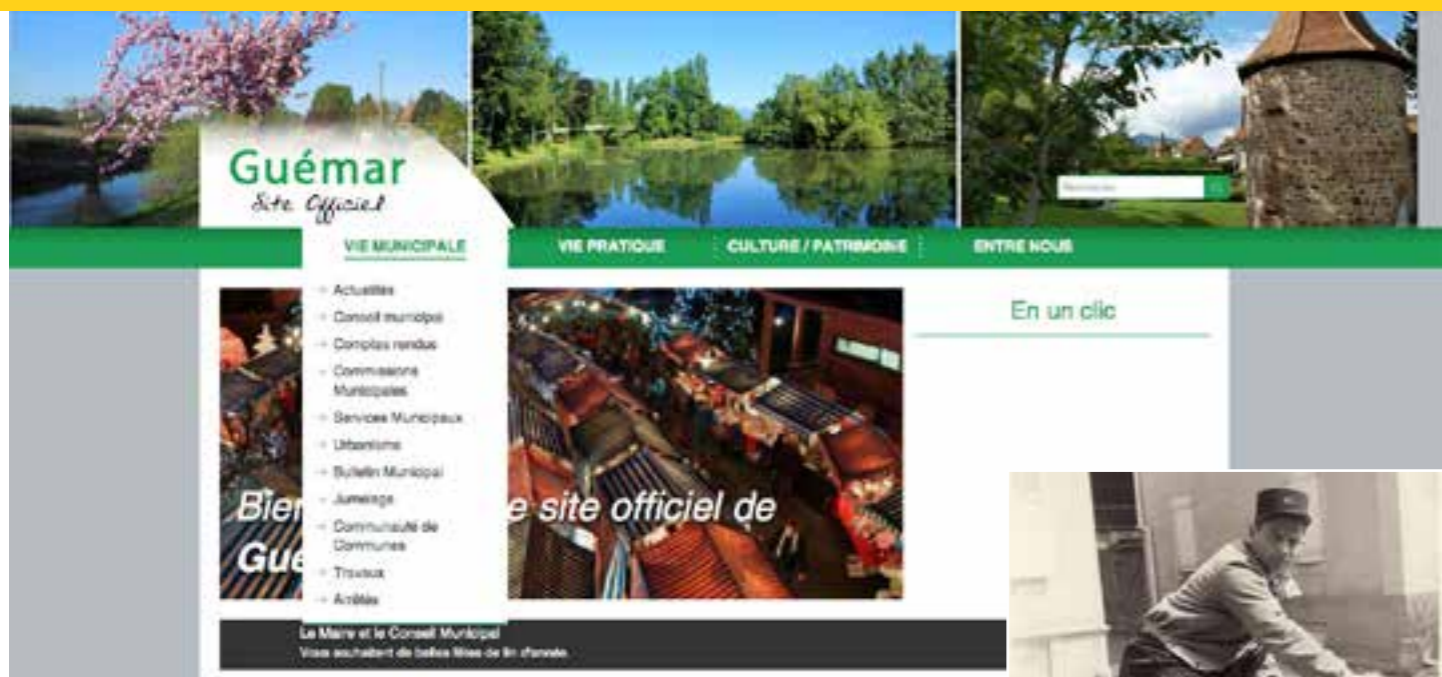 Guémar
Site Officiel
VIE MUNICIPALE
VIE PRATIQUE
CULTURE / PATRIMOINE
ENTRE NOUS
Actualités
Conseil municipal
Comptes rendus
Commissions
Municipales
Services Municipaux
Urbanisme
Bulletin Municipal
Jumelage
Communauté de
Communes
Travaux
Arrêtés
En un clic
Bien
e site officiel de
Gué
Le Maire et le Conseil Municipal
Vous souhaitent de belles fêtes de fin d'année.